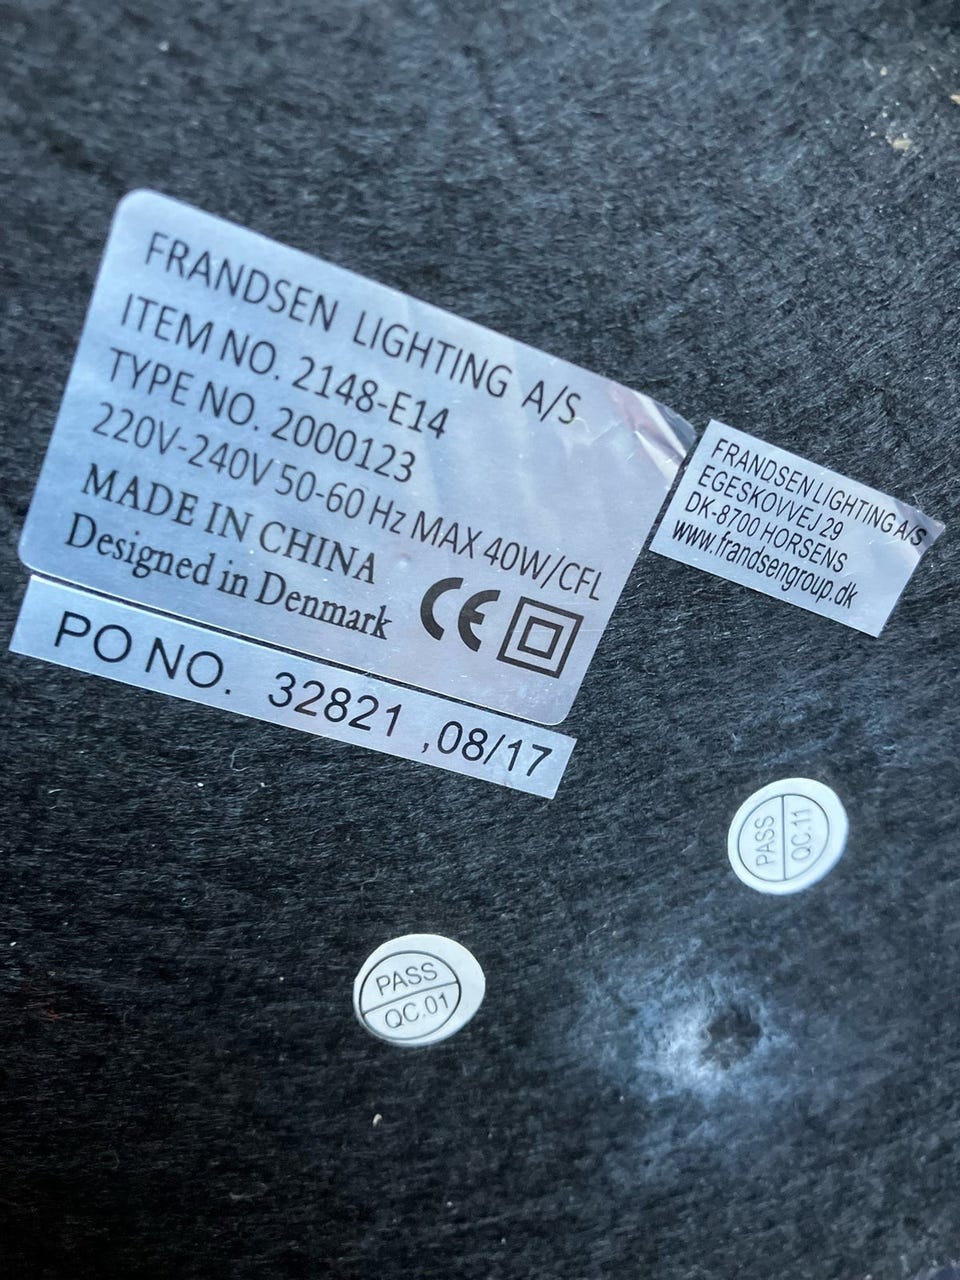 FRANDSEN LIGHTING A/S
ITEM NO. 2148-E14
TYPE NO. 2000123
220V-240V 50-60 Hz MAX 40W/CFL
MADE IN CHINA
Designed in Denmark
CE
PO NO. 32821 ,08/17
FRANDSEN LIGHTING A/S
EGESKOVVEJ 29
DK-8700 HORSENS
www.frandsengroup.dk
PASS
QC.11
PASS
QC.01